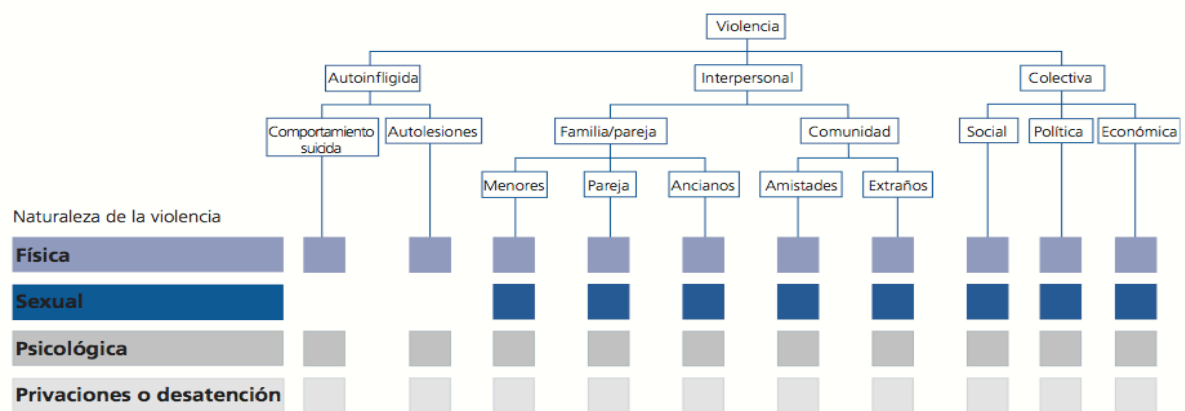 Violencia
Autoinfligida
Interpersonal
Colectiva
Comportamiento
suicida
Autolesiones
Familia/pareja
Comunidad
Social
Política
Económica
Menores
Pareja
Ancianos
Amistades
Extraños
Naturaleza de la violencia
Física
Sexual
Psicológica
Privaciones o desatención